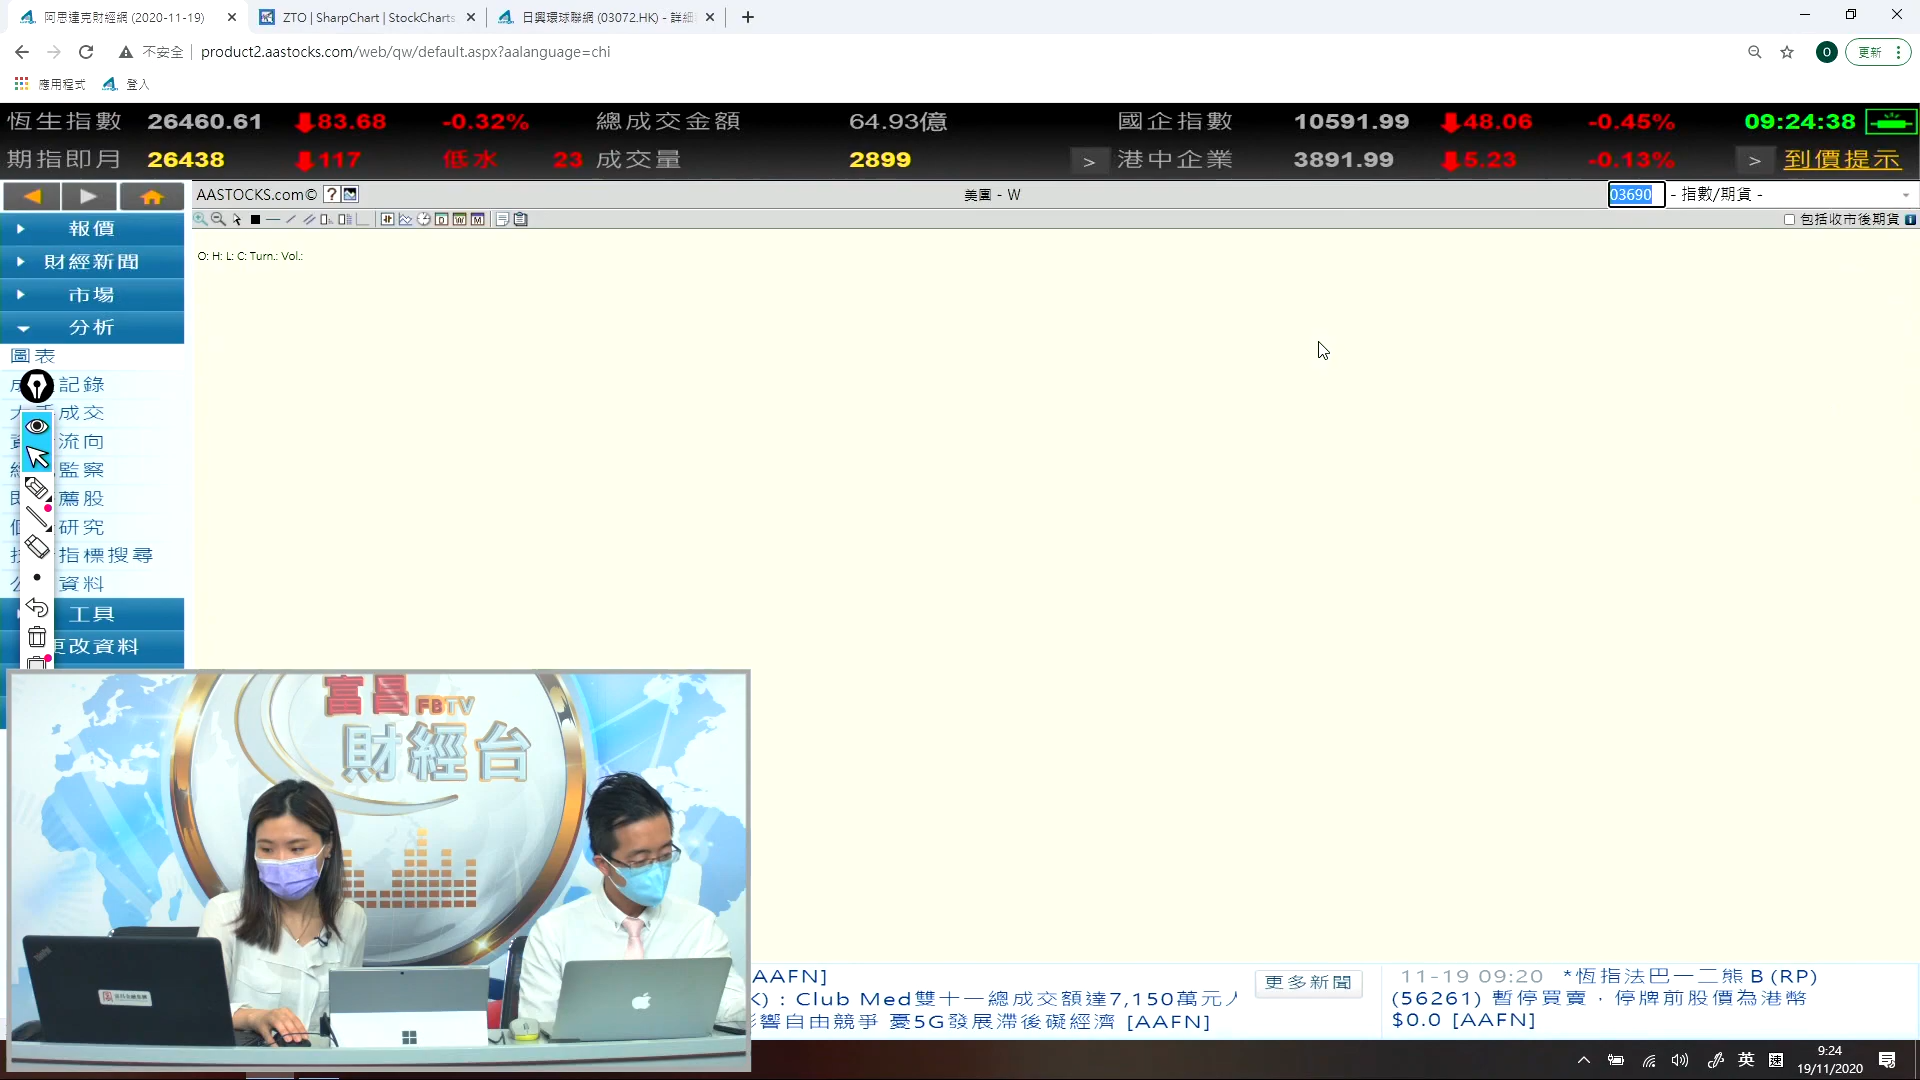 阿思達克財經網 (2020-11-19)
ZTO | SharpChart | StockCharts
日興環球聯網 (03072.HK) - 詳細
不安全
product2.aastocks.com/web/qw/default.aspx?aalanguage=chi
更新
應用程式
登入
恆生指數 26460.61 83.68 -0.32% 總成交金額 64.93億 國企指數 10591.99 48.06 -0.45% 09:24:38
期指即月 26438 117 低水 23 成交量 2899 > 港中企業 3891.99 5.23 -0.13% > 到價提示
AASTOCKS.com© ?
美團 - W
03690 - 指數/期貨 -
包括收市後期貨
O: H: L: C: Turn.: Vol.:
報價
財經新聞
市場
分析
圖表
記錄
成交
流向
監察
薦股
研究
指標搜尋
資料
工具
更改資料
富昌 FBTV
財經台
ThinkPad
AAFN]
K) : Club Med雙十一總成交額達7,150萬元人
響自由競爭 憂5G發展滯後礙經濟 [AAFN]
更多新聞
11-19 09:20 *恆指法巴一二熊B(RP)
(56261) 暫停買賣，停牌前股價為港幣
$0.0 [AAFN]
英
速
9:24
19/11/2020